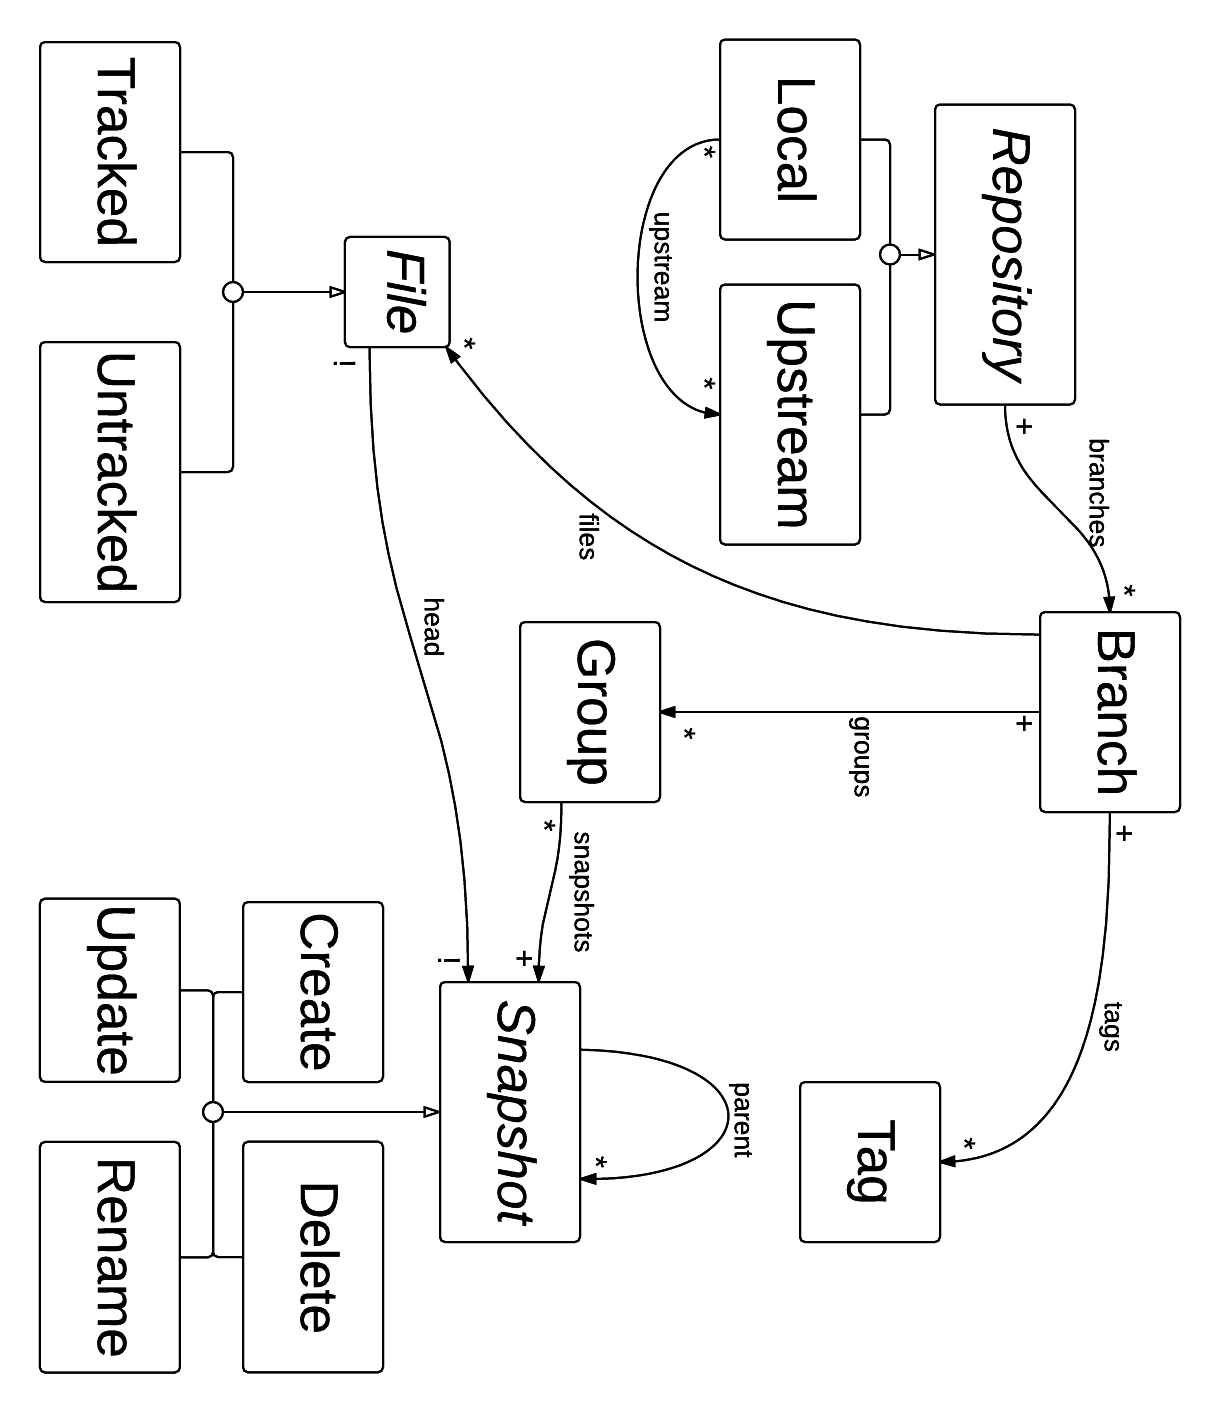 *
Branch
+
branches
tags
+
+
Repository
*
Tag
groups
Local
Upstream
parent
*
*
*
upstream
*
Group
files
snapshots
*
+
Snapshot
*
!
head
File
!
Create
Delete
Tracked
Untracked
Update
Rename